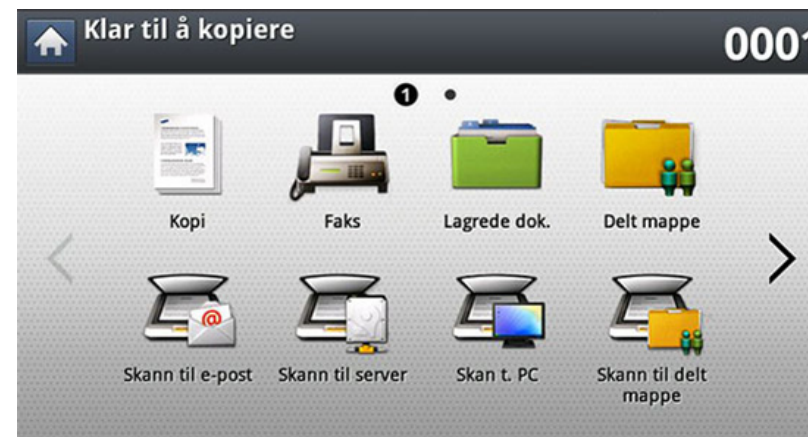 Klar til å kopiere
0001
1
Kopi
Faks
Lagrede dok.
Delt mappe
@
Skann til e-post
Skann til server
Skan t. PC
Skann til delt
mappe